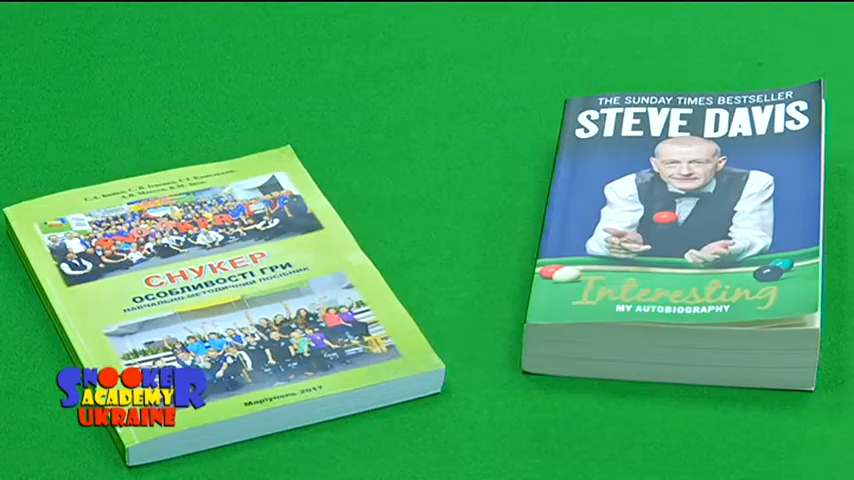 СНУКЕР
ОСОБЛИВОСТІ ГРИ
НАВЧАЛЬНО-МЕТОДИЧНИЙ ПОСІБНИК
Маріуполь 2017
THE SUNDAY TIMES BESTSELLER
STEVE DAVIS
Interesting
MY AUTOBIOGRAPHY
SNOOKER
ACADEMY
UKRAINE